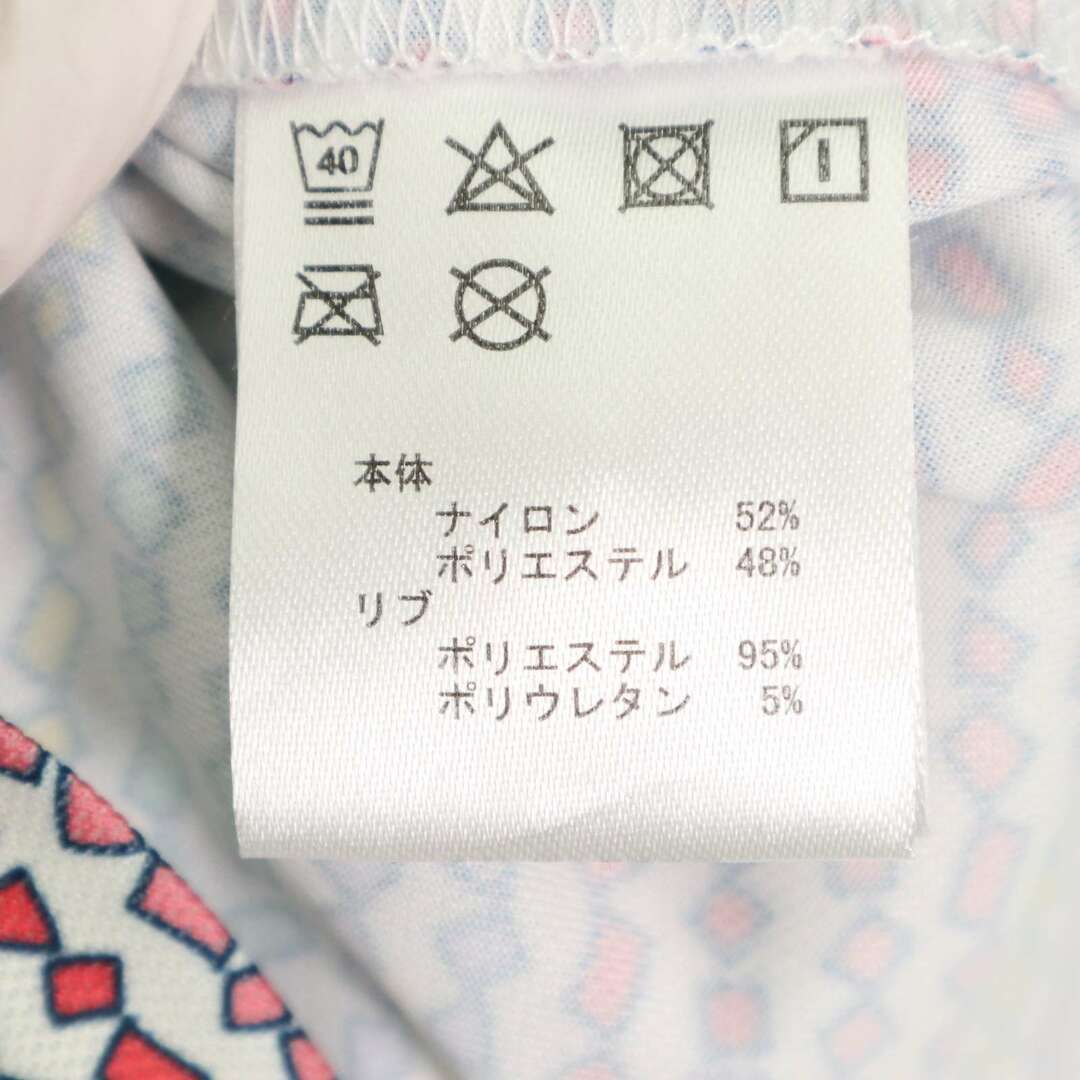 40
本体
ナイロン 52%
ポリエステル 48%
リブ
ポリエステル 95%
ポリウレタン 5%